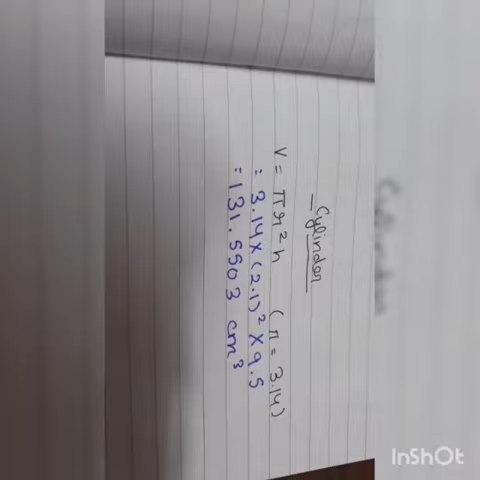 Cylinder
V = πr²h (π = 3.14)
= 3.14 × (2.1)² × 9.5
= 131.5503 cm³
InShOt